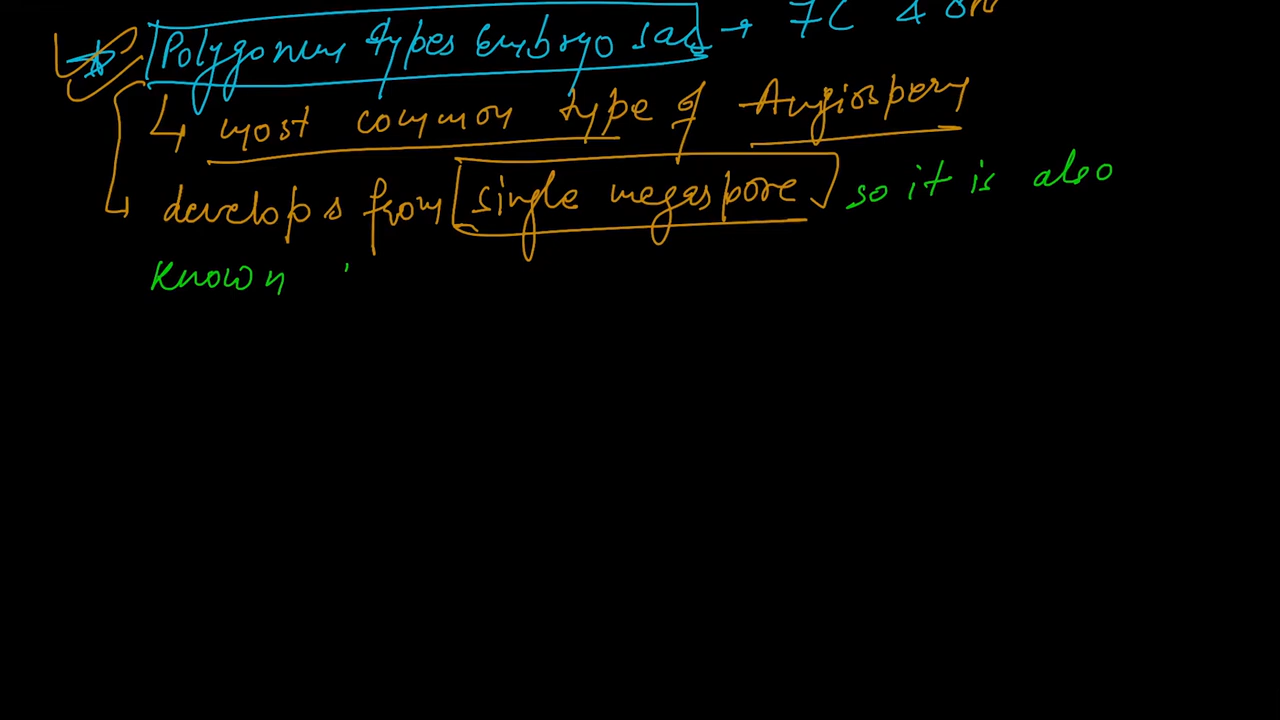 Polygonum types Embryo sac → 7C & 8n
↳ most common type of Angiosperm
↳ develops from single megaspore so it is also
known